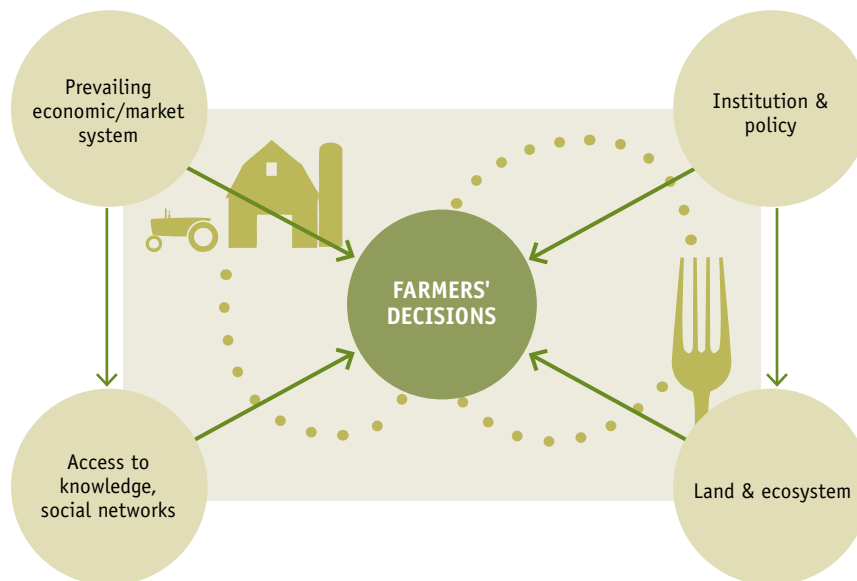 Prevailing
economic/market
system
Institution &
policy
FARMERS'
DECISIONS
Access to
knowledge,
social networks
Land & ecosystem